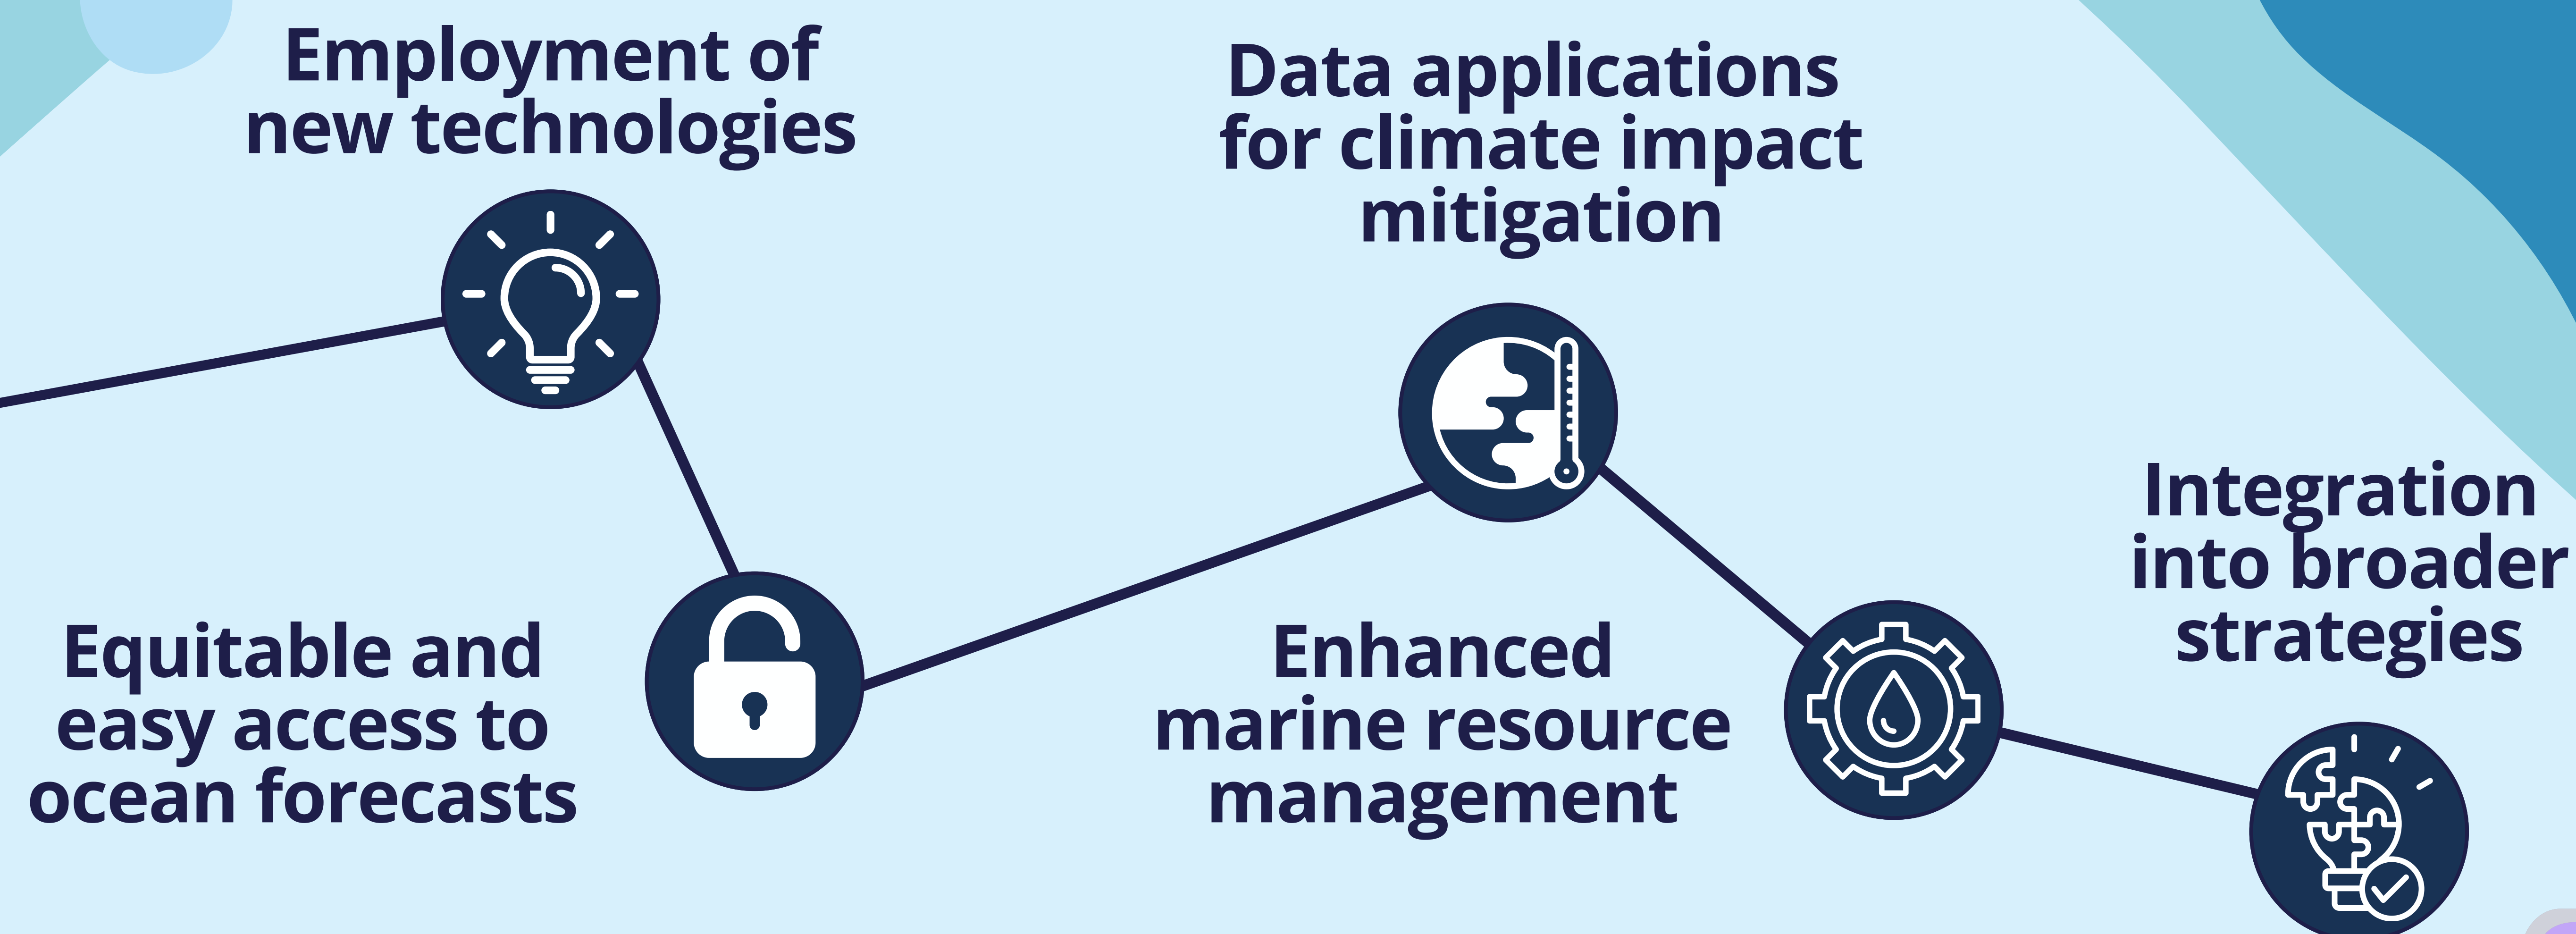 Employment of
new technologies
Equitable and
easy access to
ocean forecasts
Data applications
for climate impact
mitigation
Enhanced
marine resource
management
Integration
into broader
strategies